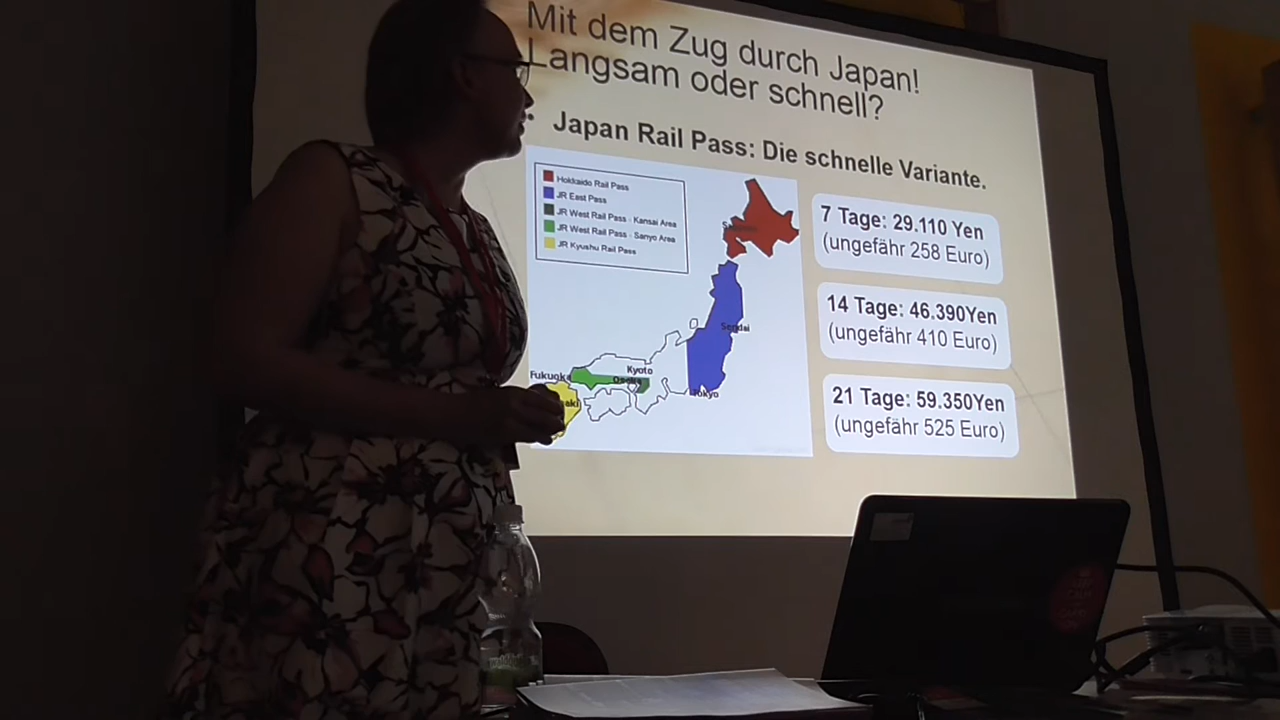 Mit dem Zug durch Japan!
Langsam oder schnell?
• Japan Rail Pass: Die schnelle Variante.
Hokkaido Rail Pass
JR East Pass
JR West Rail Pass - Kansai Area
JR West Rail Pass - Sanyo Area
JR Kyushu Rail Pass
7 Tage: 29.110 Yen
(ungefähr 258 Euro)
14 Tage: 46.390Yen
(ungefähr 410 Euro)
21 Tage: 59.350Yen
(ungefähr 525 Euro)
Sendai
Kyoto
Fukuoka
Osaka
Tokyo
aki